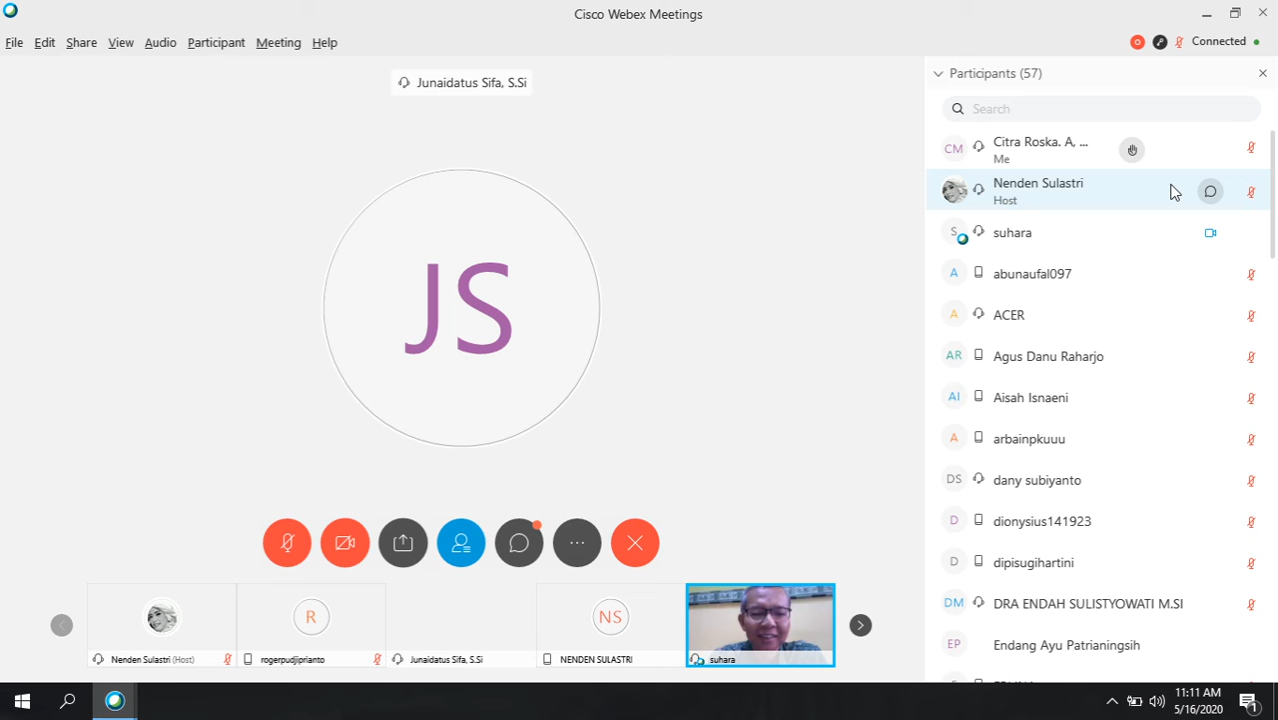 Cisco Webex Meetings
File Edit Share View Audio Participant Meeting Help
Connected
Junaidatus Sifa, S.Si
JS
Participants (57)
Search
CM
Citra Roska. A, ...
Me
Nenden Sulastri
Host
S
suhara
A
abunaufal097
A
ACER
AR
Agus Danu Raharjo
AI
Aisah Isnaeni
A
arbainpkuuu
DS
dany subiyanto
D
dionysius141923
D
dipisugihartini
DM
DRA ENDAH SULISTYOWATI M.SI
EP
Endang Ayu Patrianingsih
R
NS
Nenden Sulastri (Host)
rogerpudjiprianto
Junaidatus Sifa, S.Si
NENDEN SULASTRI
suhara
11:11 AM
5/16/2020
1